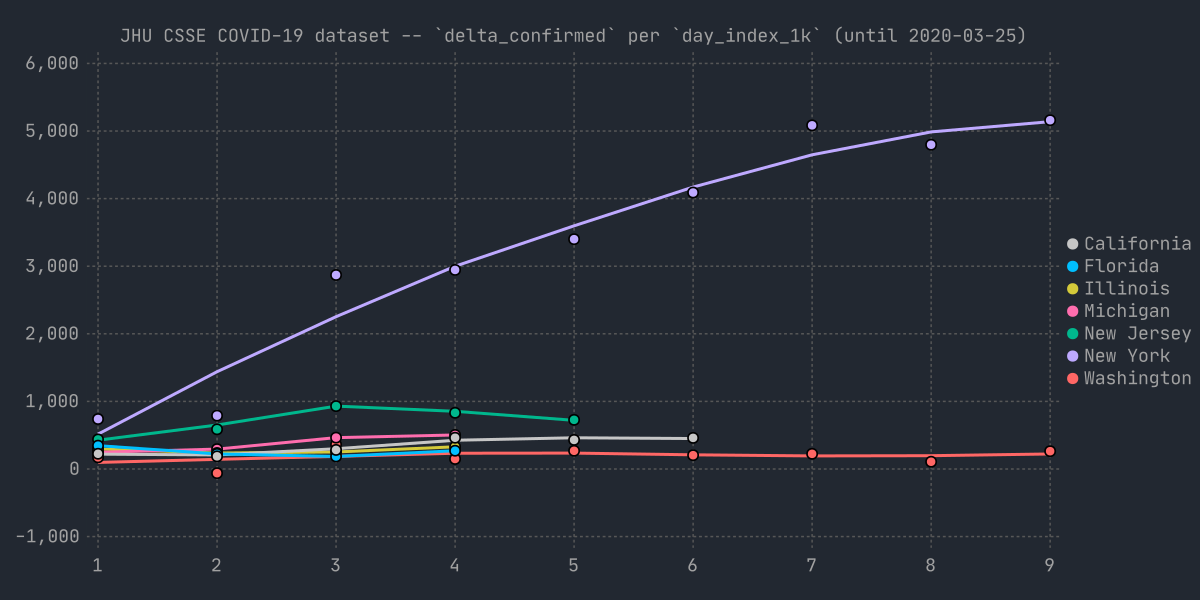 JHU CSSE COVID-19 dataset -- `delta_confirmed` per `day_index_1k` (until 2020-03-25)
6,000
5,000
4,000
3,000
2,000
1,000
0
-1,000
1 2 3 4 5 6 7 8 9
California
Florida
Illinois
Michigan
New Jersey
New York
Washington